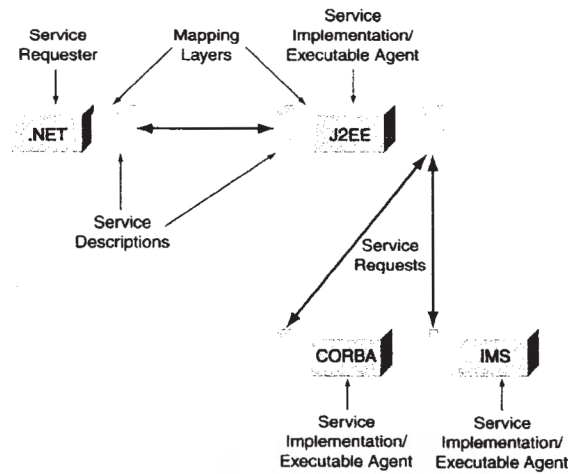 Service
Requester
Mapping
Layers
Service
Implementation/
Executable Agent
.NET
J2EE
Service
Descriptions
Service
Requests
CORBA
IMS
Service
Implementation/
Executable Agent
Service
Implementation/
Executable Agent